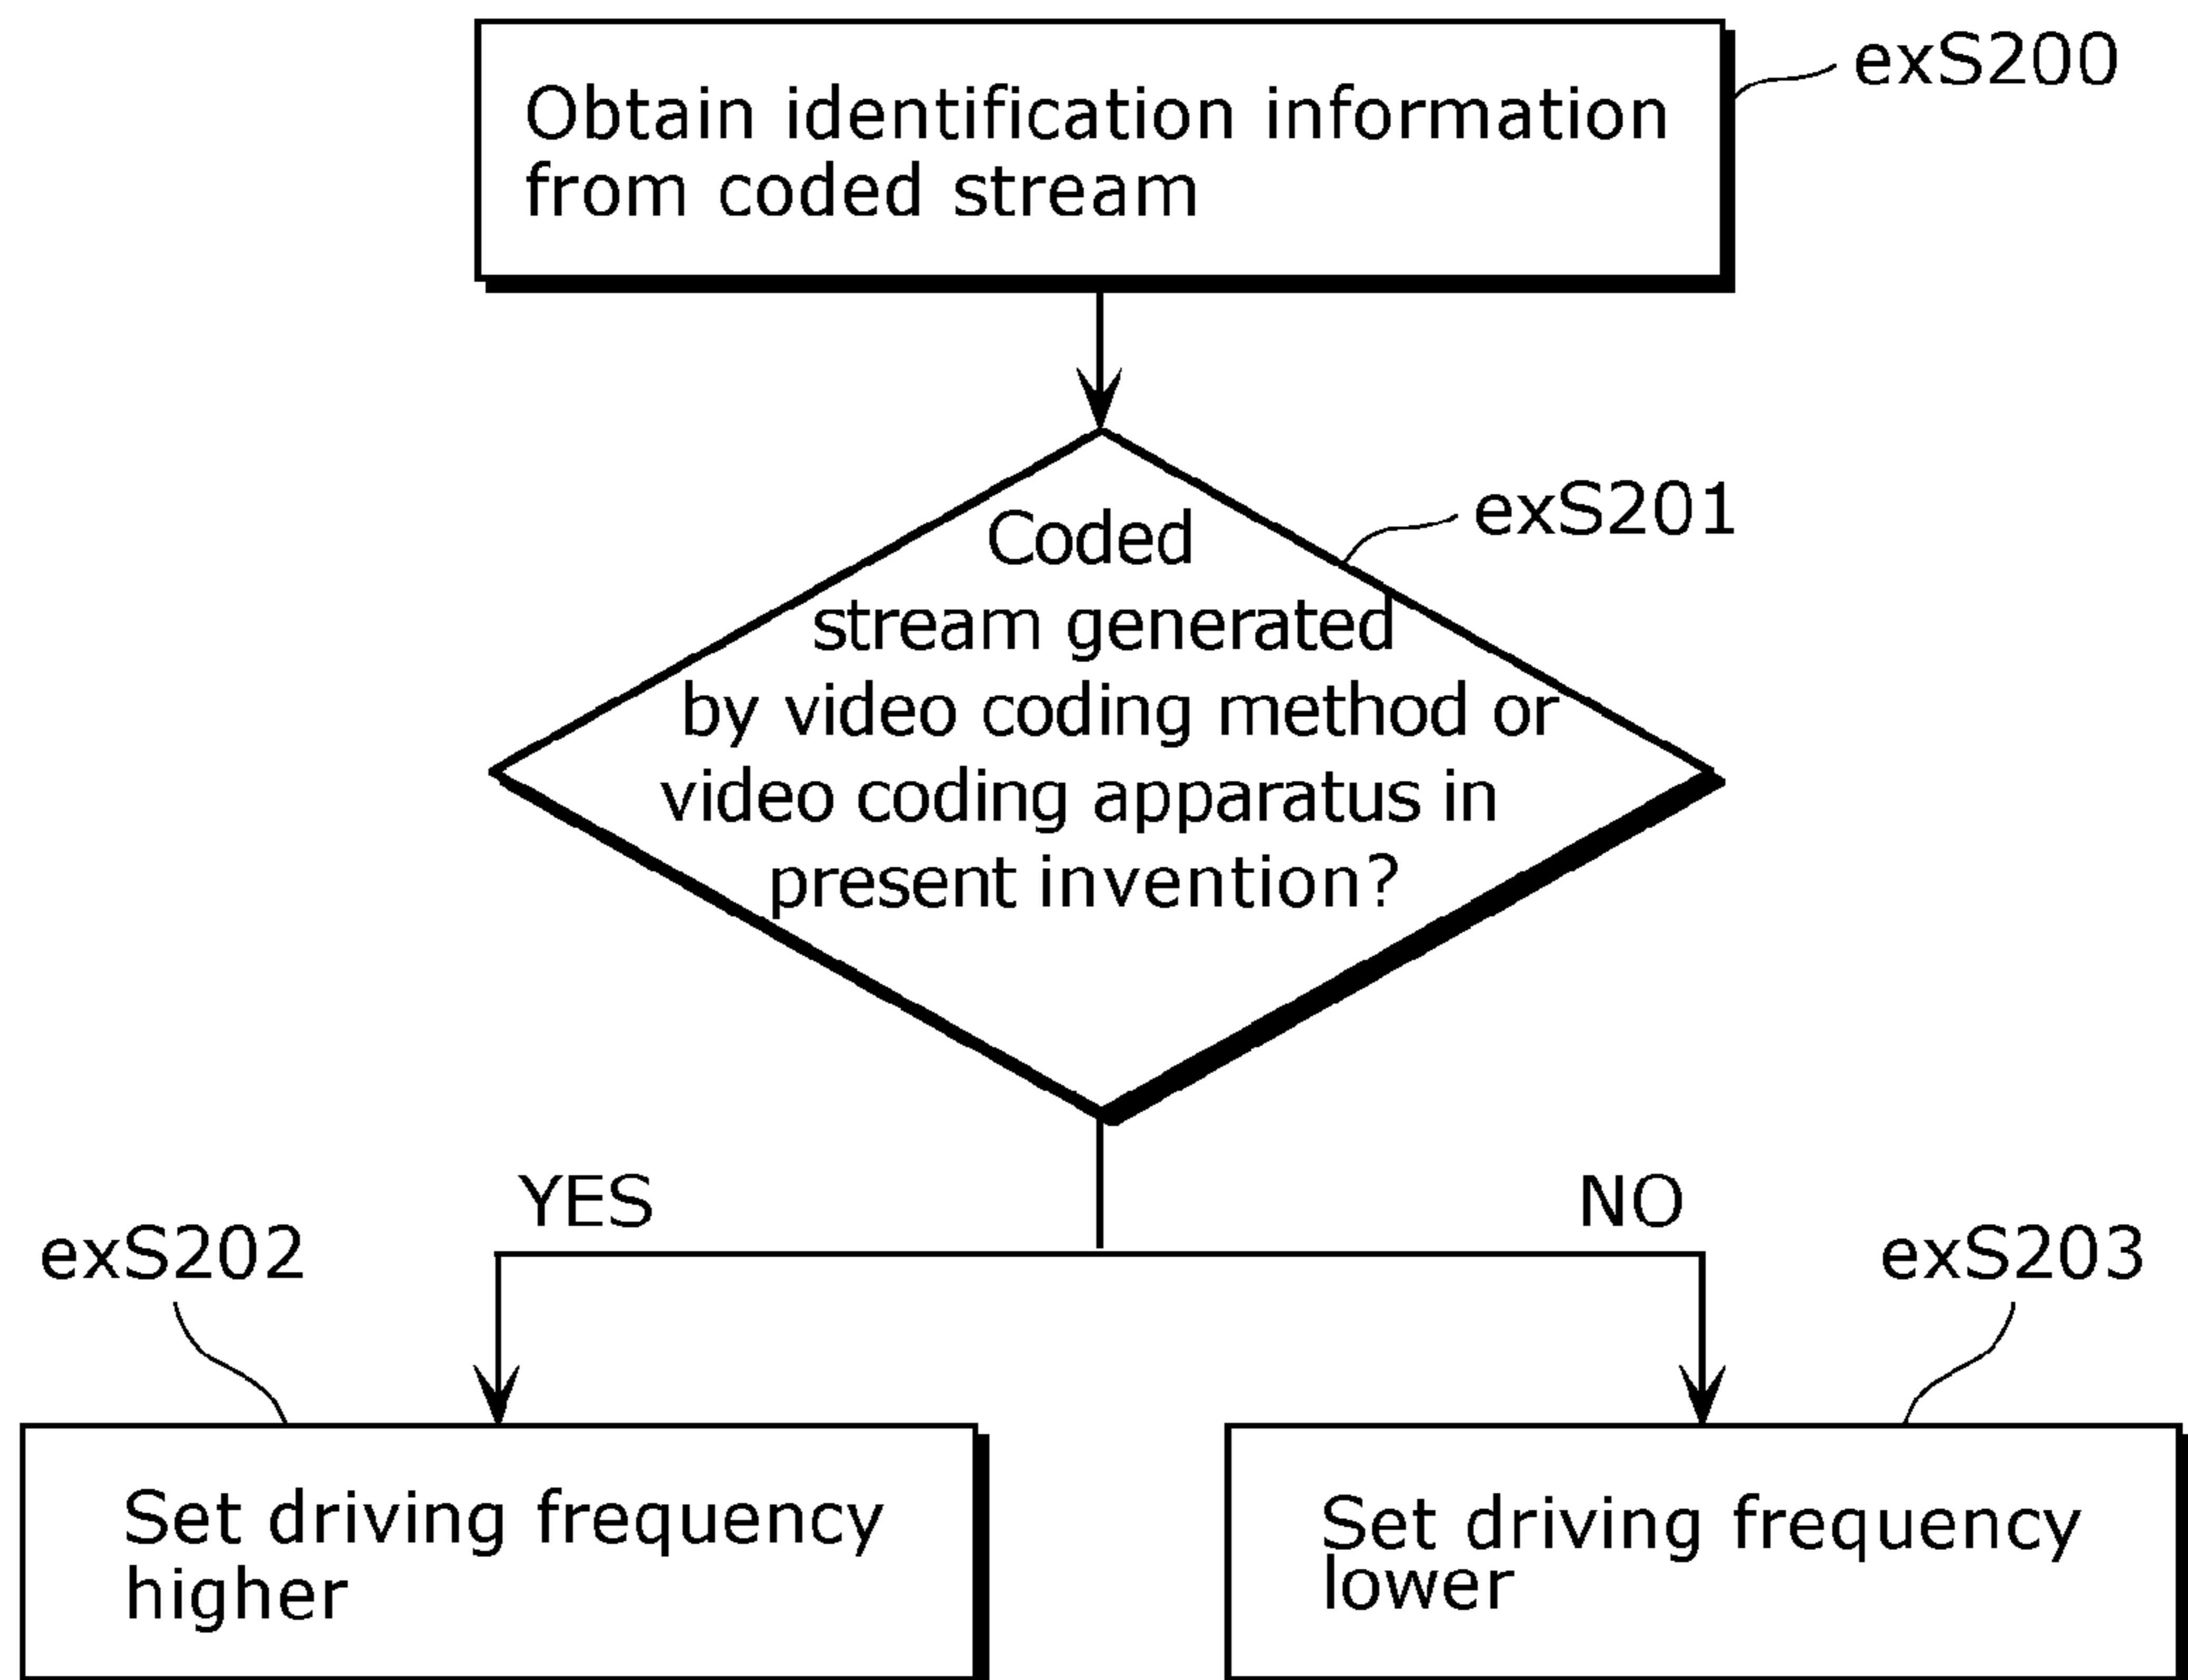 exS200
Obtain identification information
from coded stream
exS201
Coded
stream generated
by video coding method or
video coding apparatus in
present invention?
YES
NO
exS202
exS203
Set driving frequency
higher
Set driving frequency
lower